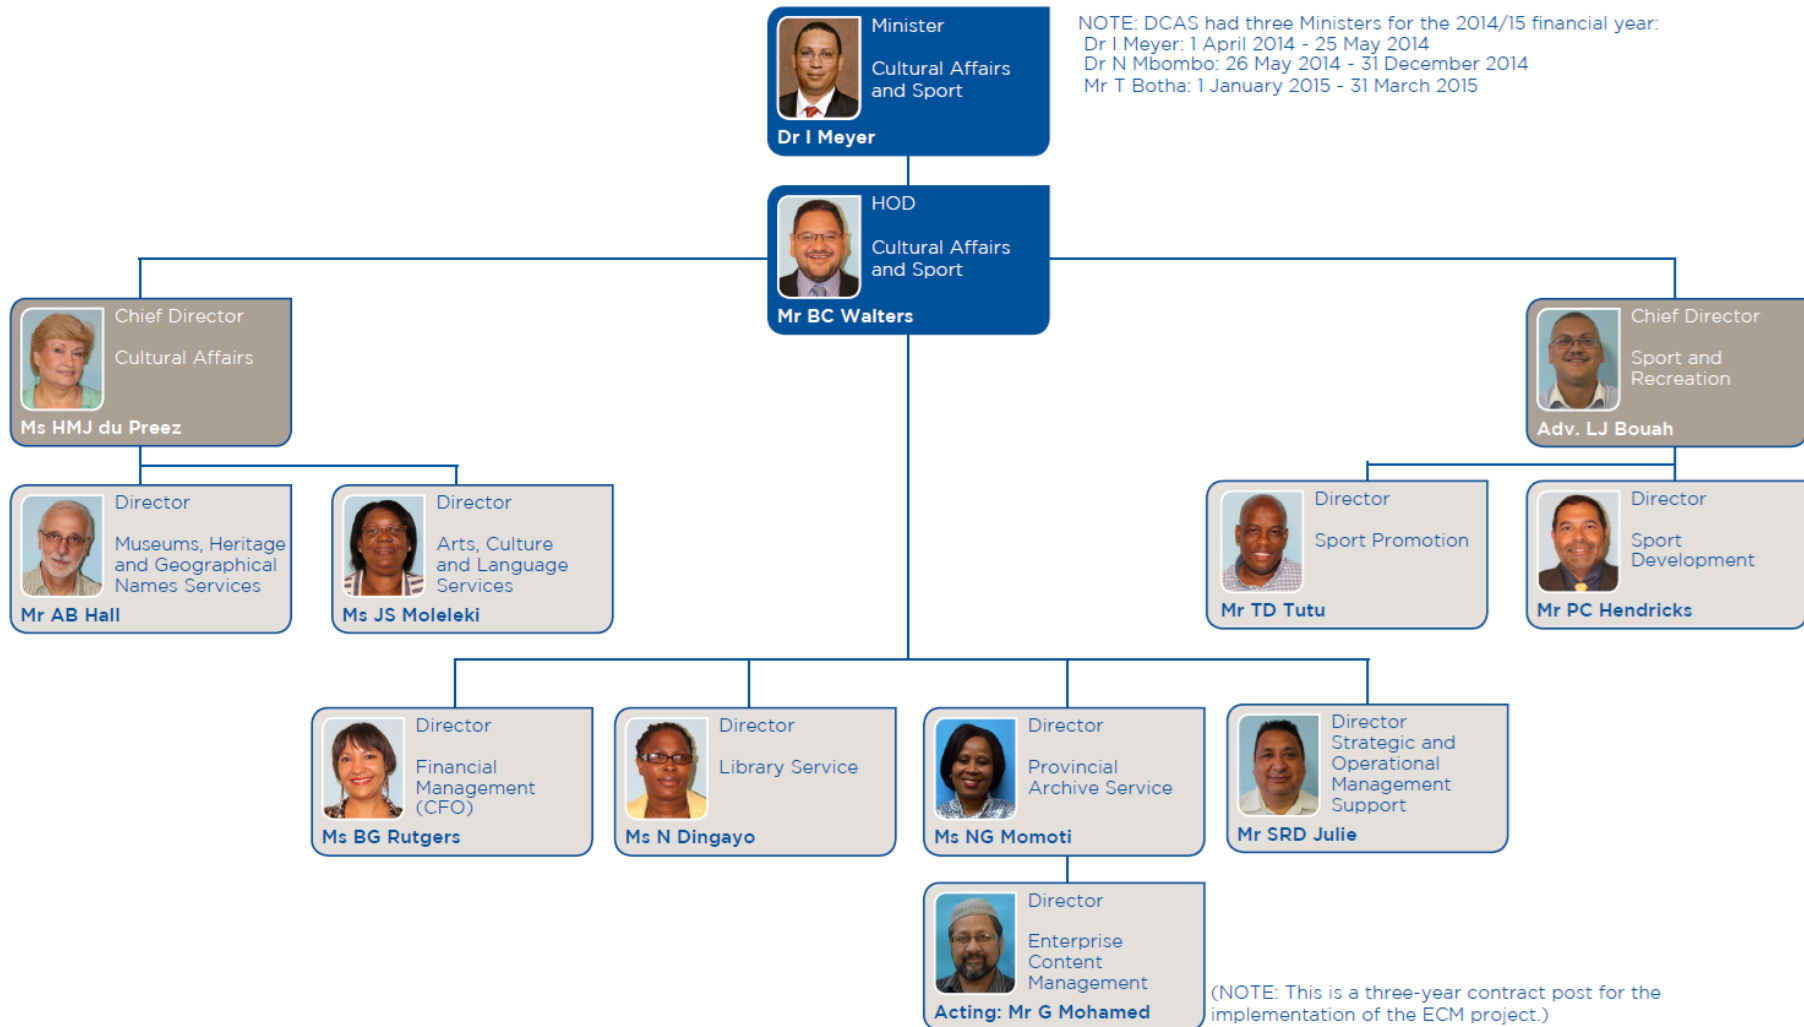 Minister
Cultural Affairs
and Sport
Dr I Meyer
NOTE: DCAS had three Ministers for the 2014/15 financial year:
Dr I Meyer: 1 April 2014 - 25 May 2014
Dr N Mbombo: 26 May 2014 - 31 December 2014
Mr T Botha: 1 January 2015 - 31 March 2015
HOD
Cultural Affairs
and Sport
Mr BC Walters
Chief Director
Cultural Affairs
Ms HMJ du Preez
Chief Director
Sport and
Recreation
Adv. LJ Bouah
Director
Museums, Heritage
and Geographical
Names Services
Mr AB Hall
Director
Arts, Culture
and Language
Services
Ms JS Moleleki
Director
Sport Promotion
Mr TD Tutu
Director
Sport
Development
Mr PC Hendricks
Director
Financial
Management
(CFO)
Ms BG Rutgers
Director
Library Service
Ms N Dingayo
Director
Provincial
Archive Service
Ms NG Momoti
Director
Strategic and
Operational
Management
Support
Mr SRD Julie
Director
Enterprise
Content
Management
Acting: Mr G Mohamed
(NOTE: This is a three-year contract post for the
implementation of the ECM project.)